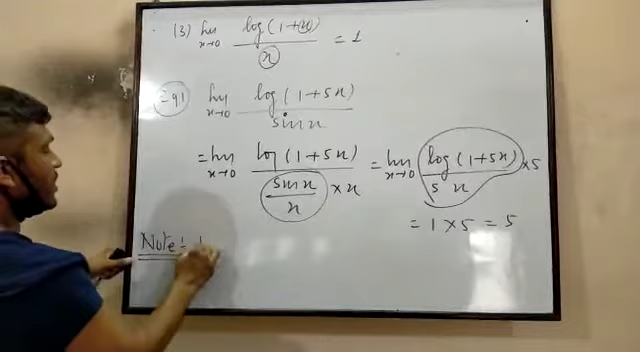 (3) lim x→0 log(1+x) / x = 1
eg1 lim x→0 log(1+5x) / sin x
= lim x→0 log(1+5x) / (sin x / x) × x = lim x→0 log(1+5x) / 5x × 5
= 1 × 5 = 5
Note: